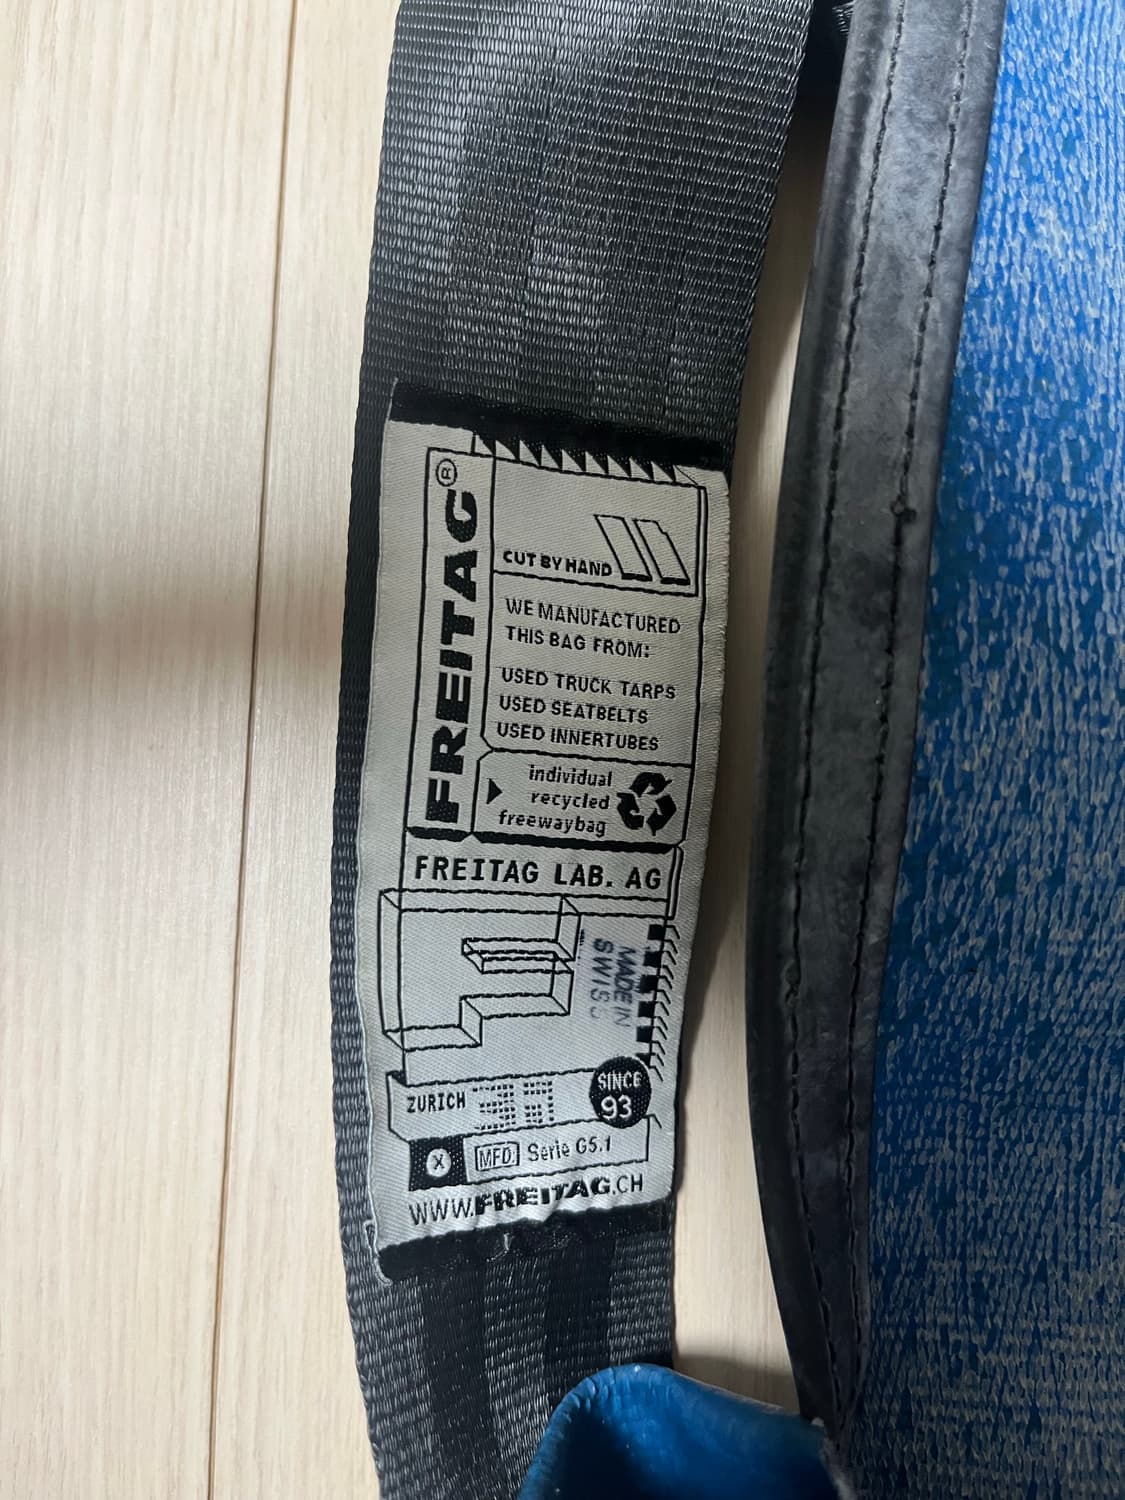 FREITAG®
CUT BY HAND
WE MANUFACTURED
THIS BAG FROM:
USED TRUCK TARPS
USED SEATBELTS
USED INNERTUBES
individual
recycled
freewaybag
FREITAG LAB. AG
MADE IN
SWISS
ZURICH
SINCE
93
X
MFD. Serie G5.1
WWW.FREITAG.CH